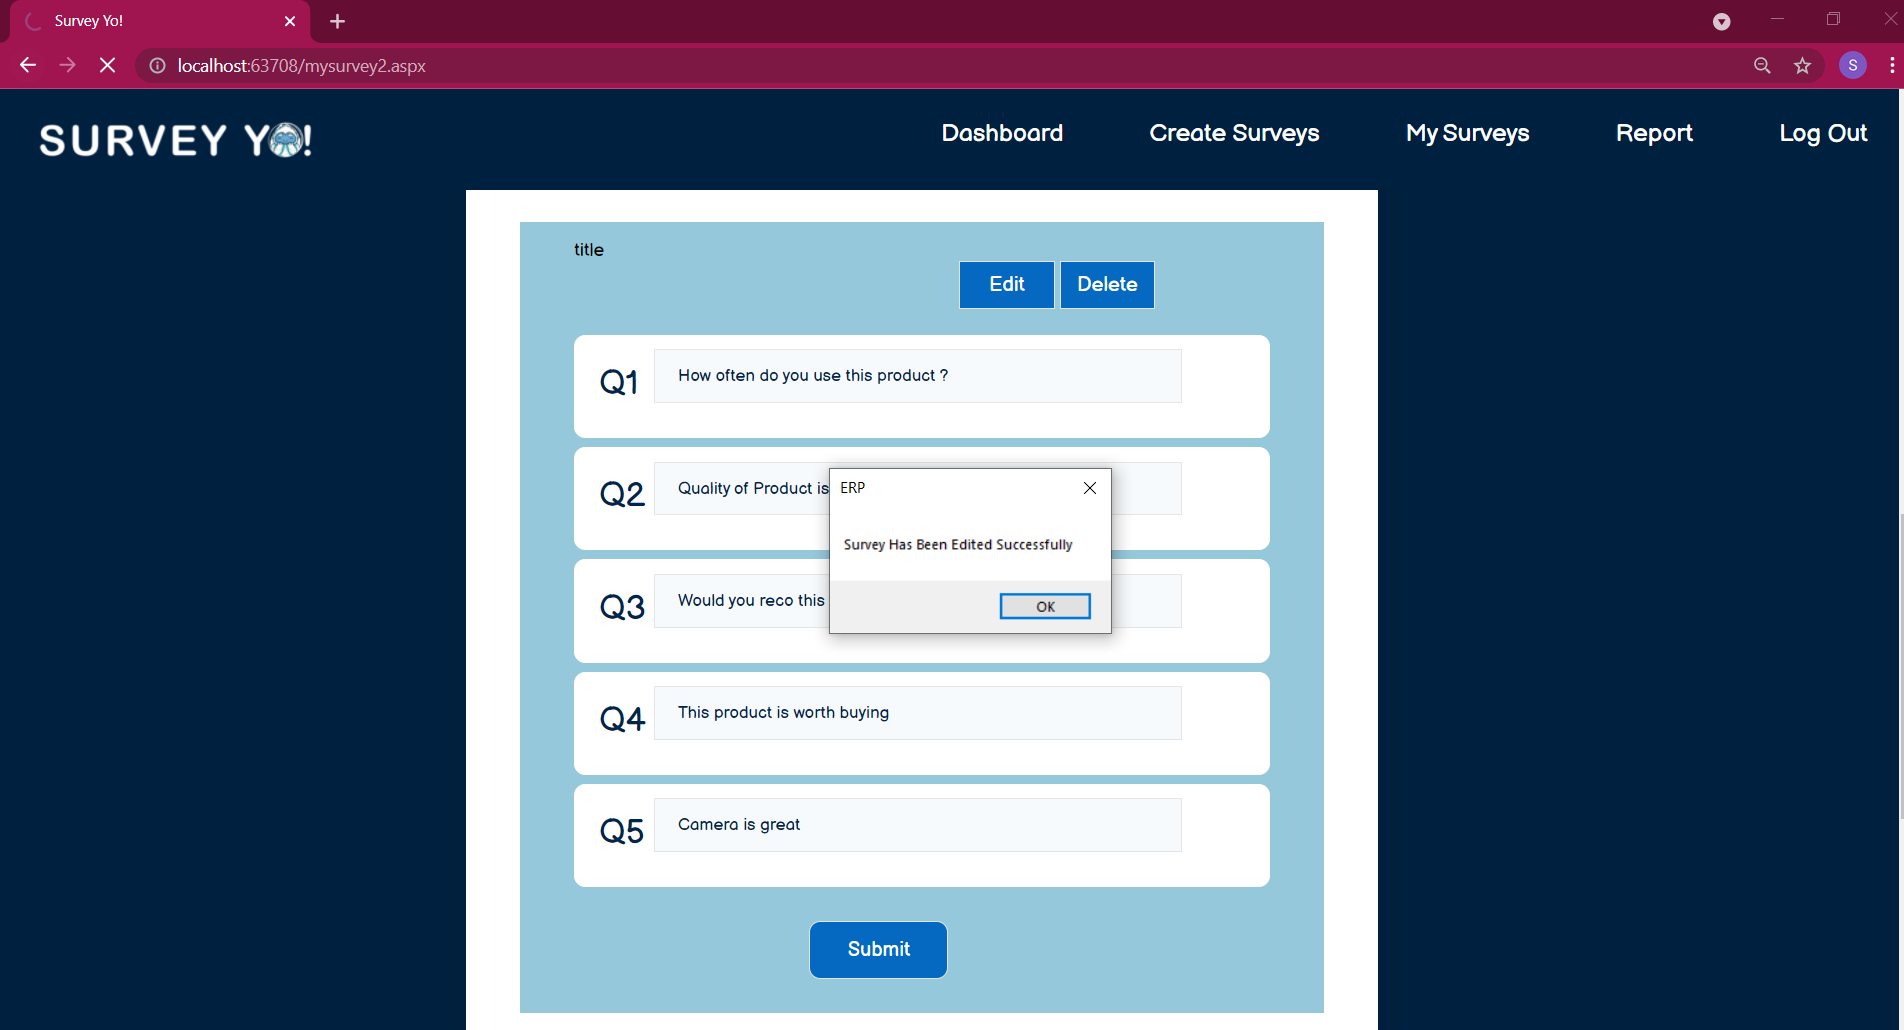 Survey Yo!
localhost:63708/mysurvey2.aspx
S
SURVEY YO!
Dashboard
Create Surveys
My Surveys
Report
Log Out
title
Edit
Delete
Q1
How often do you use this product ?
Q2
Quality of Product is
ERP
Survey Has Been Edited Successfully
OK
Q3
Would you reco this
Q4
This product is worth buying
Q5
Camera is great
Submit